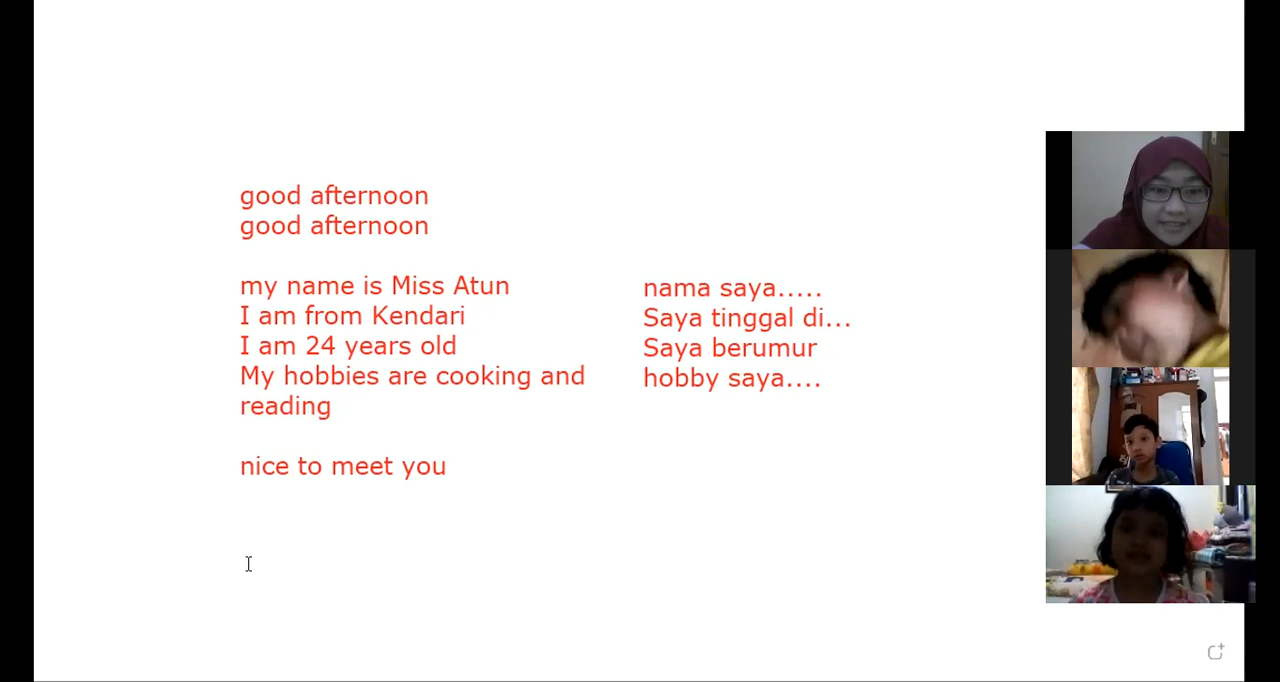 good afternoon
good afternoon
my name is Miss Atun
I am from Kendari
I am 24 years old
My hobbies are cooking and
reading
nice to meet you
nama saya.....
Saya tinggal di...
Saya berumur
hobby saya....